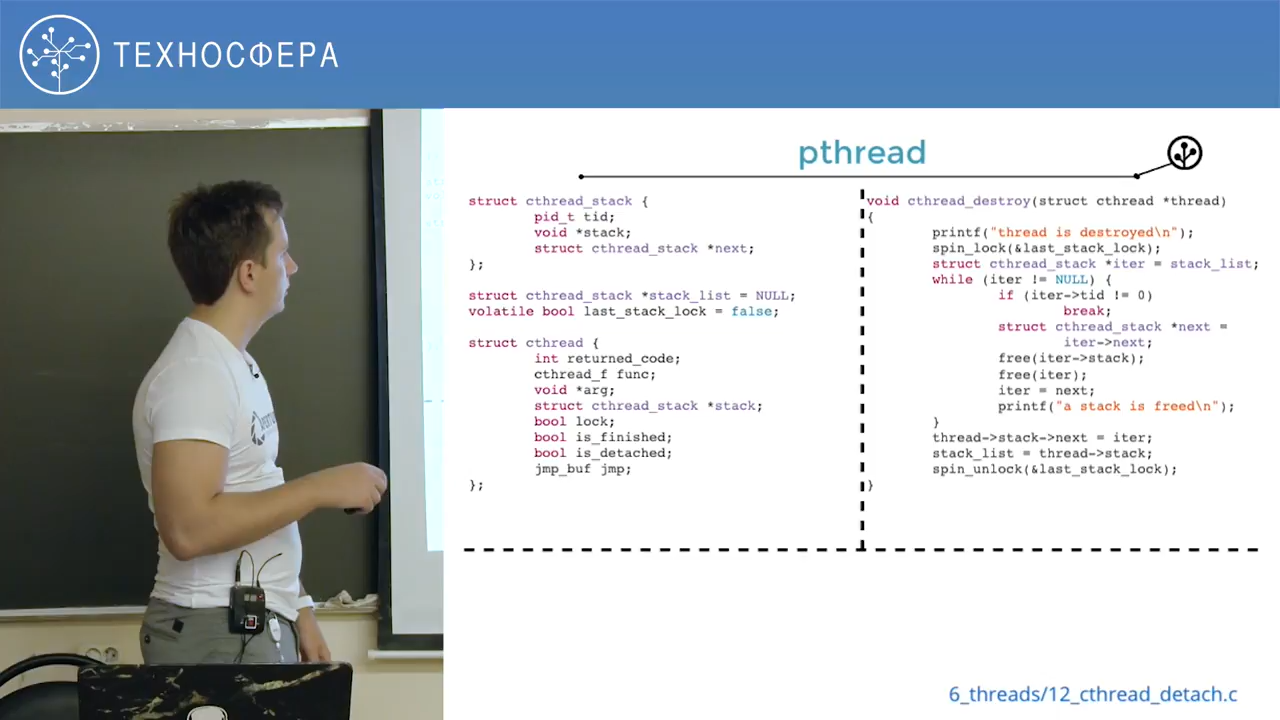 ТЕХНОСФЕРА
pthread
struct cthread_stack {
pid_t tid;
void *stack;
struct cthread_stack *next;
};
struct cthread_stack *stack_list = NULL;
volatile bool last_stack_lock = false;
struct cthread {
int returned_code;
cthread_f func;
void *arg;
struct cthread_stack *stack;
bool lock;
bool is_finished;
bool is_detached;
jmp_buf jmp;
};
void cthread_destroy(struct cthread *thread)
{
printf("thread is destroyed\n");
spin_lock(&last_stack_lock);
struct cthread_stack *iter = stack_list;
while (iter != NULL) {
if (iter->tid != 0)
break;
struct cthread_stack *next =
iter->next;
free(iter->stack);
free(iter);
iter = next;
printf("a stack is freed\n");
}
thread->stack->next = iter;
stack_list = thread->stack;
spin_unlock(&last_stack_lock);
}
6_threads/12_cthread_detach.c